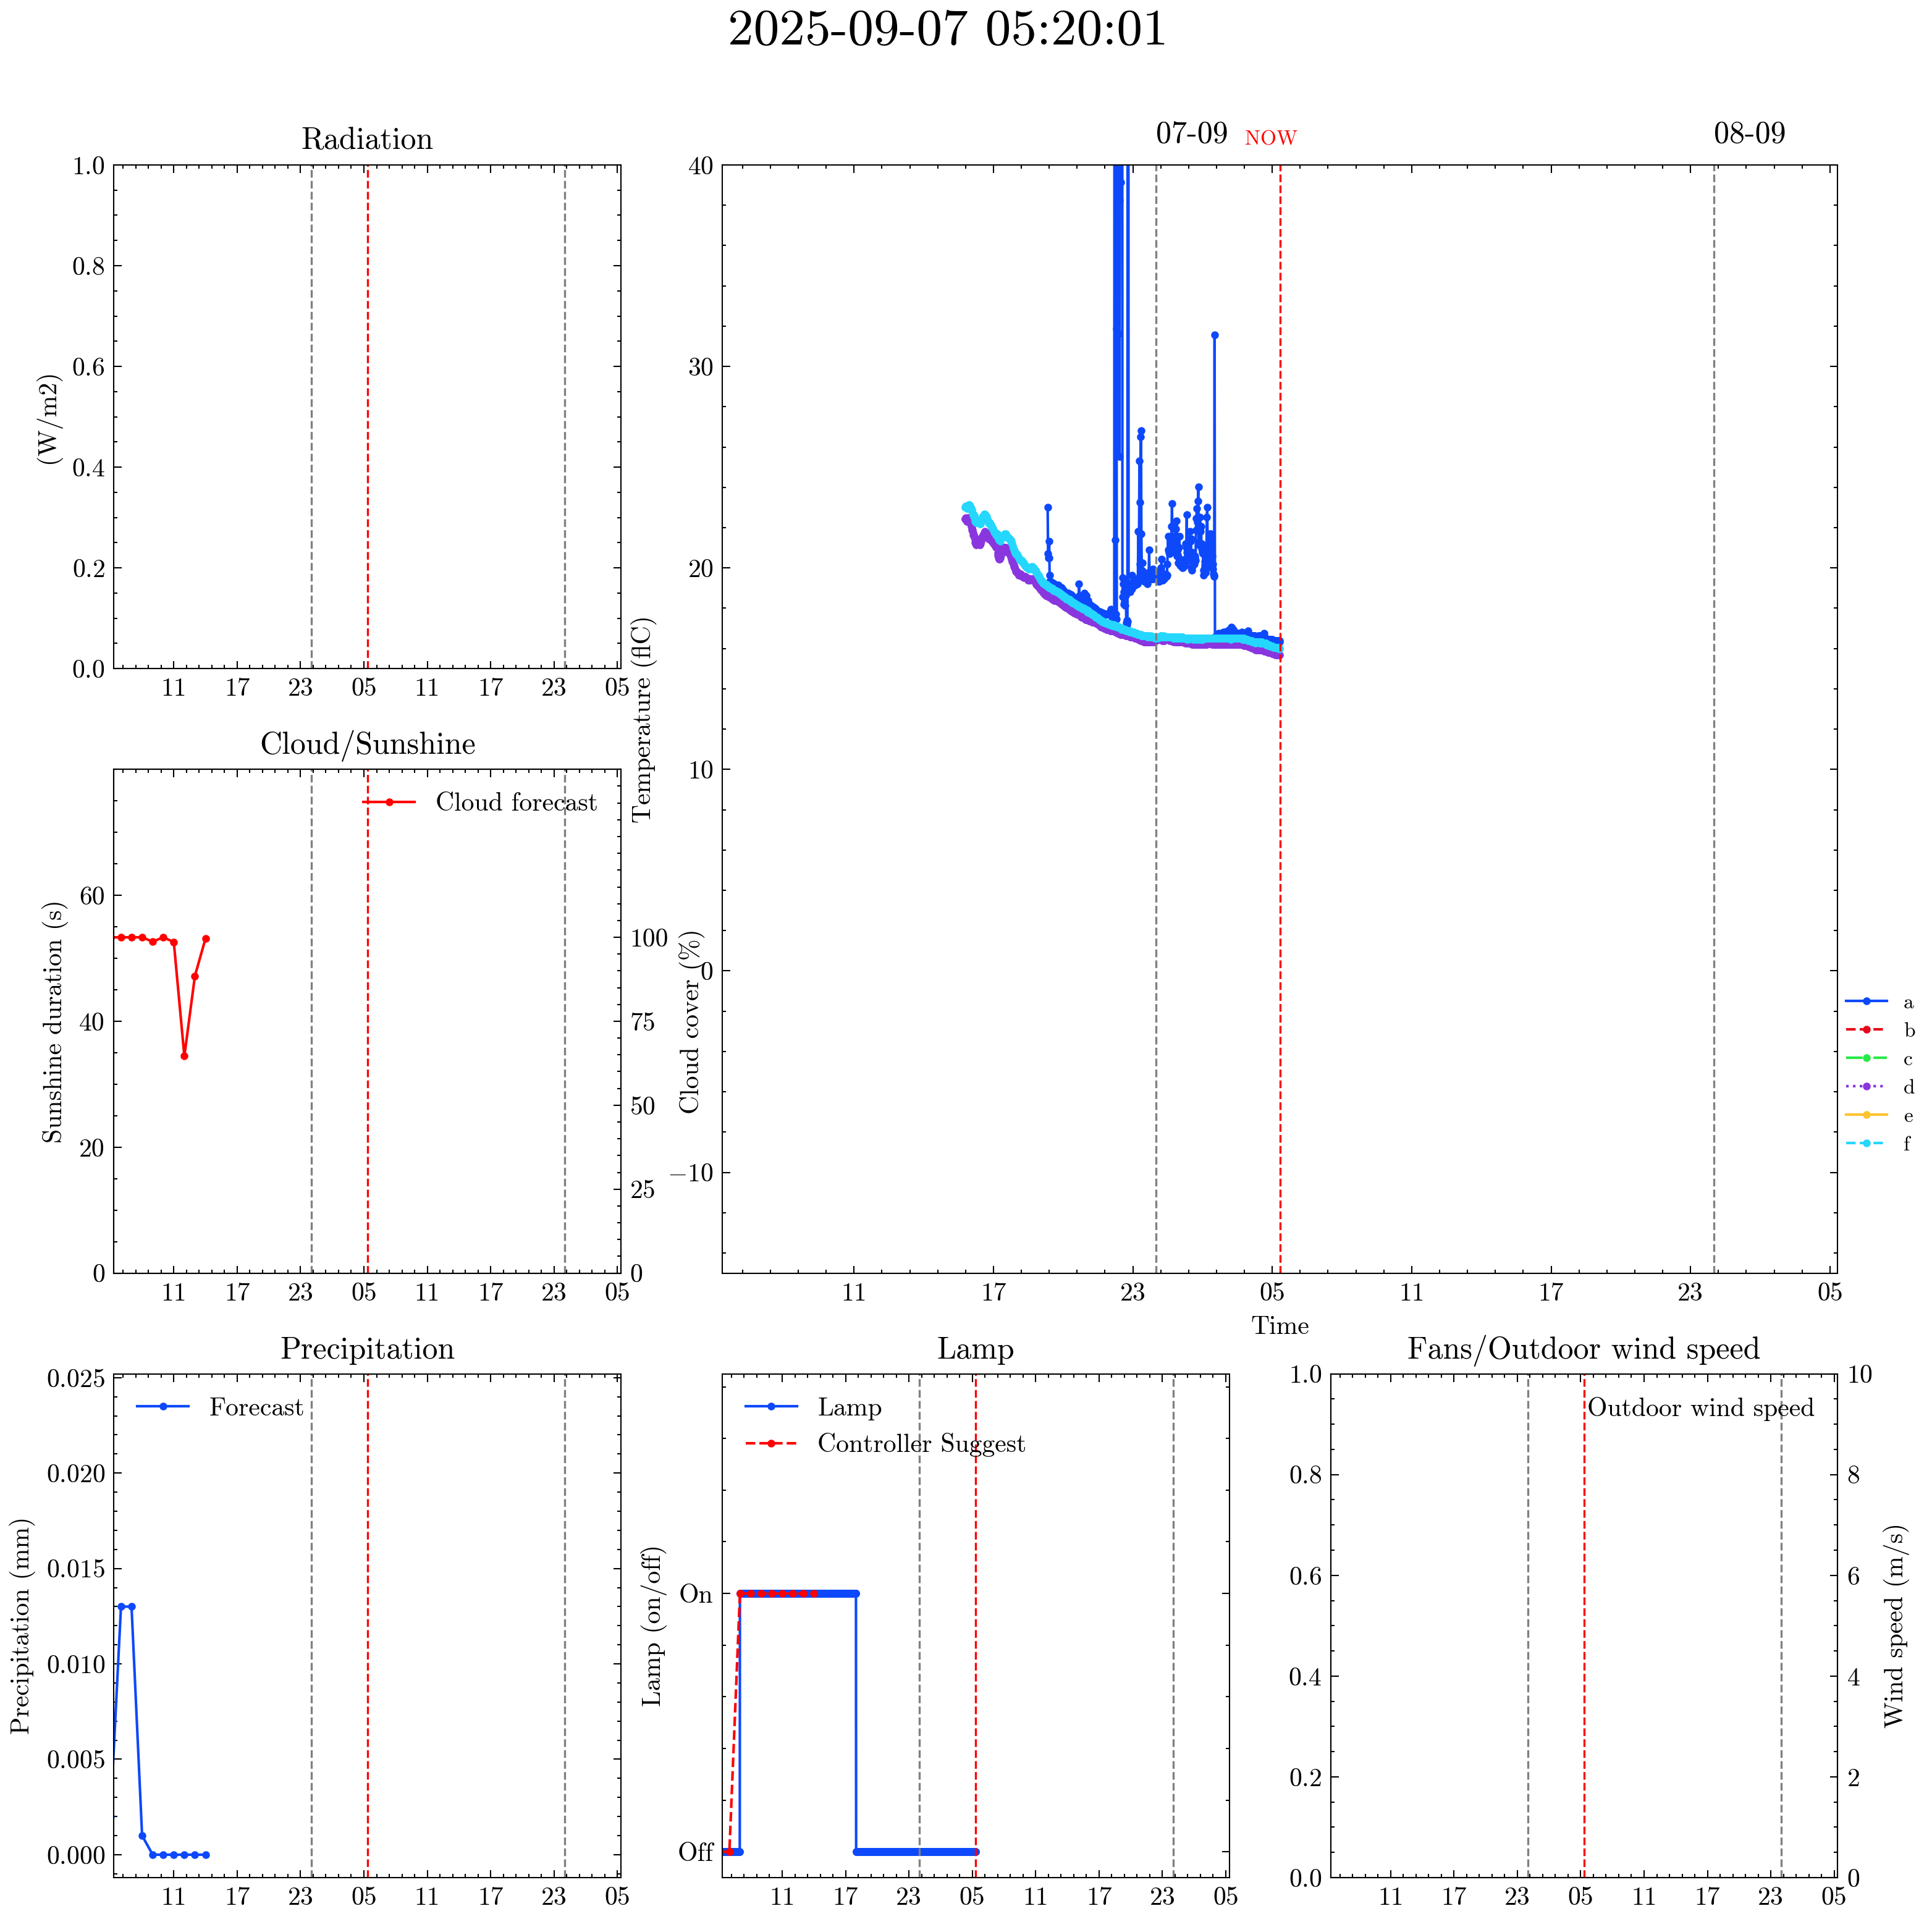 2025-09-07 05:20:01
Radiation
1.0
0.8
0.6
0.4
0.2
0.0
(W/m2)
11 17 23 05 11 17 23 05
07-09 NOW 08-09
40
30
20
10
0
−10
Temperature (flC)
11 17 23 05 11 17 23 05
Time
a
b
c
d
e
f
Cloud/Sunshine
Cloud forecast
60
40
20
0
Sunshine duration (s)
100
75
50
25
0
Cloud cover (%)
11 17 23 05 11 17 23 05
Precipitation
Forecast
0.025
0.020
0.015
0.010
0.005
0.000
Precipitation (mm)
11 17 23 05 11 17 23 05
Lamp
Lamp
Controller Suggest
On
Off
Lamp (on/off)
11 17 23 05 11 17 23 05
Fans/Outdoor wind speed
Outdoor wind speed
1.0
0.8
0.6
0.4
0.2
0.0
10
8
6
4
2
0
Wind speed (m/s)
11 17 23 05 11 17 23 05